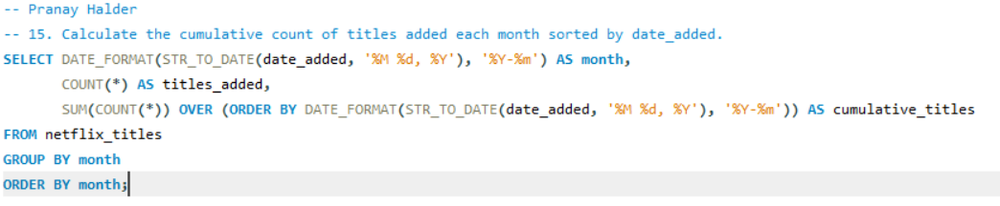 -- Pranay Halder
-- 15. Calculate the cumulative count of titles added each month sorted by date_added.
SELECT DATE_FORMAT(STR_TO_DATE(date_added, '%M %d, %Y'), '%Y-%m') AS month,
COUNT(*) AS titles_added,
SUM(COUNT(*)) OVER (ORDER BY DATE_FORMAT(STR_TO_DATE(date_added, '%M %d, %Y'), '%Y-%m')) AS cumulative_titles
FROM netflix_titles
GROUP BY month
ORDER BY month;